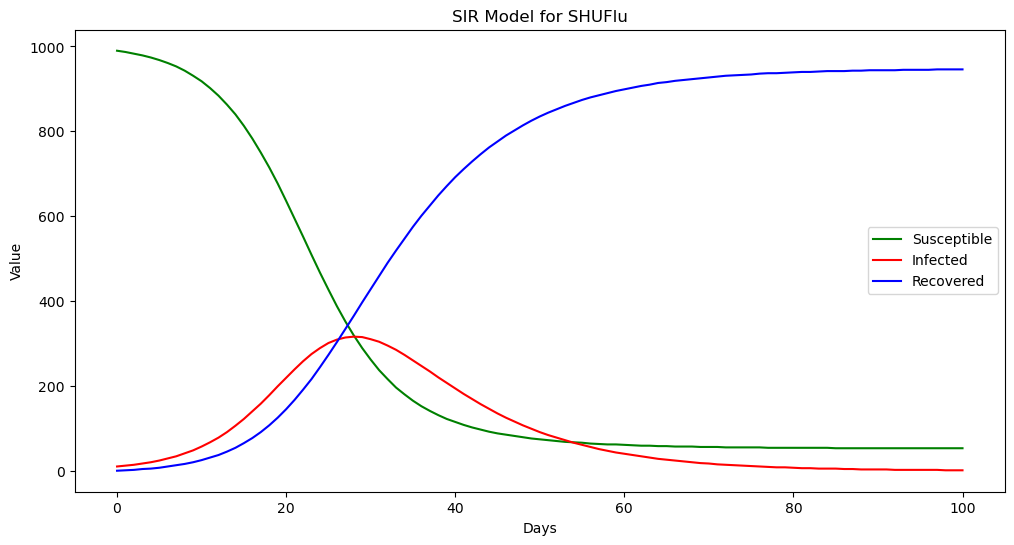 SIR Model for SHUFlu
1000
800
600
400
200
0
Value
Susceptible
Infected
Recovered
0 20 40 60 80 100
Days